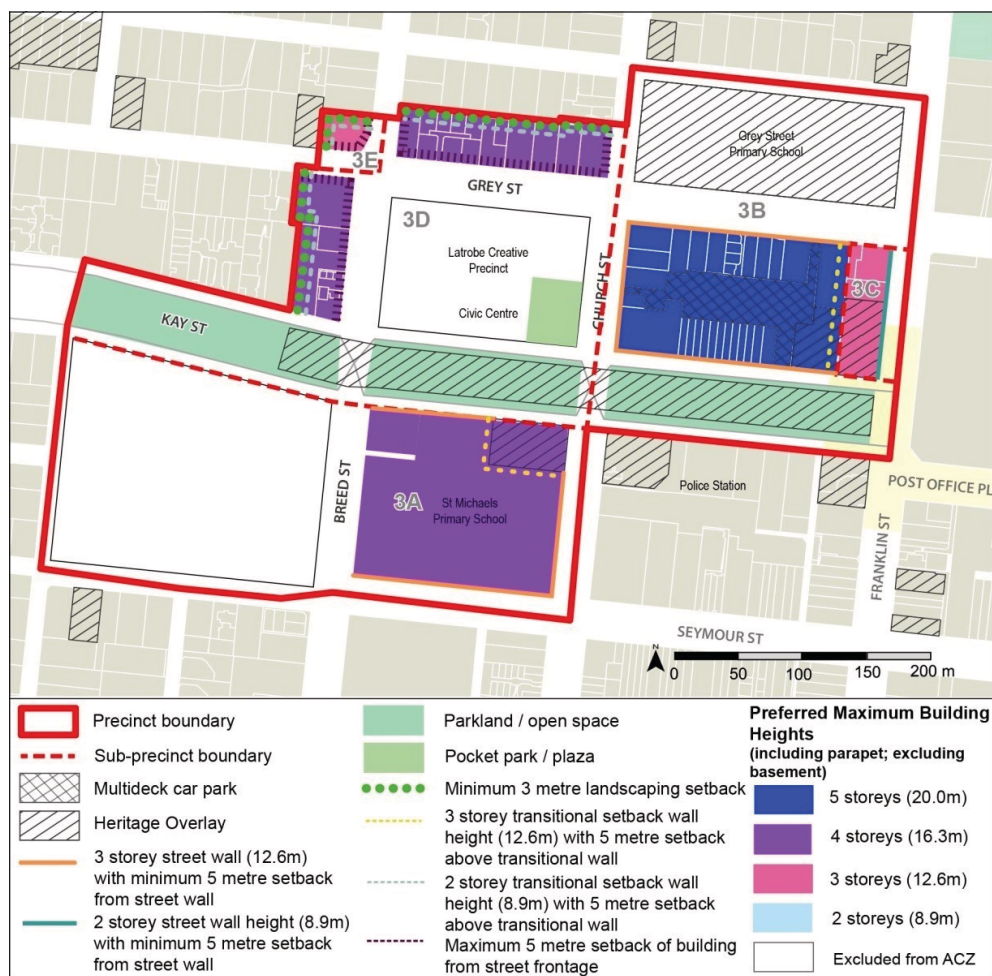 Grey Street
Primary School
3E
GREY ST
3D
3B
Latrobe Creative
Precinct
CHURCH ST
3C
Civic Centre
KAY ST
BREED ST
Police Station
POST OFFICE PL
3A
St Michaels
Primary School
FRANKLIN ST
SEYMOUR ST
N
0 50 100 150 200 m
Precinct boundary
Sub-precinct boundary
Multideck car park
Heritage Overlay
3 storey street wall (12.6m)
with minimum 5 metre setback
from street wall
2 storey street wall height (8.9m)
with minimum 5 metre setback
from street wall
Parkland / open space
Pocket park / plaza
Minimum 3 metre landscaping setback
3 storey transitional setback wall
height (12.6m) with 5 metre setback
above transitional wall
2 storey transitional setback wall
height (8.9m) with 5 metre setback
above transitional wall
Maximum 5 metre setback of building
from street frontage
Preferred Maximum Building
Heights
(including parapet; excluding
basement)
5 storeys (20.0m)
4 storeys (16.3m)
3 storeys (12.6m)
2 storeys (8.9m)
Excluded from ACZ